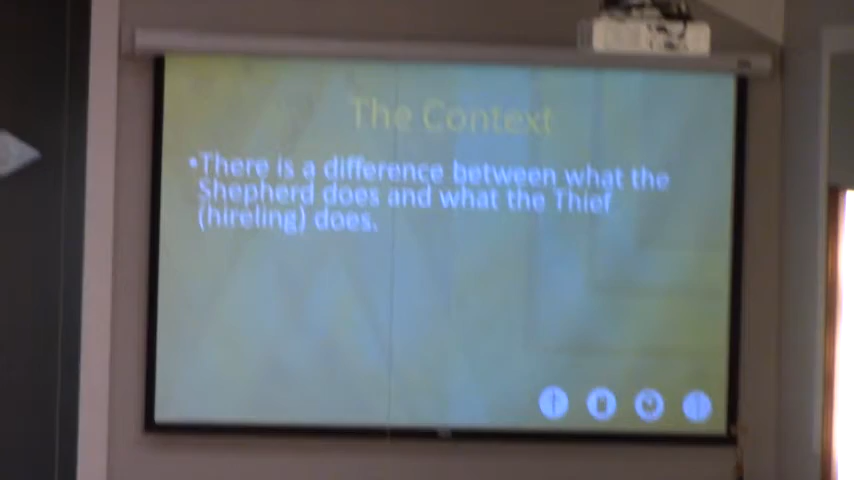 The Context
•There is a difference between what the
Shepherd does and what the Thief
(hireling) does.